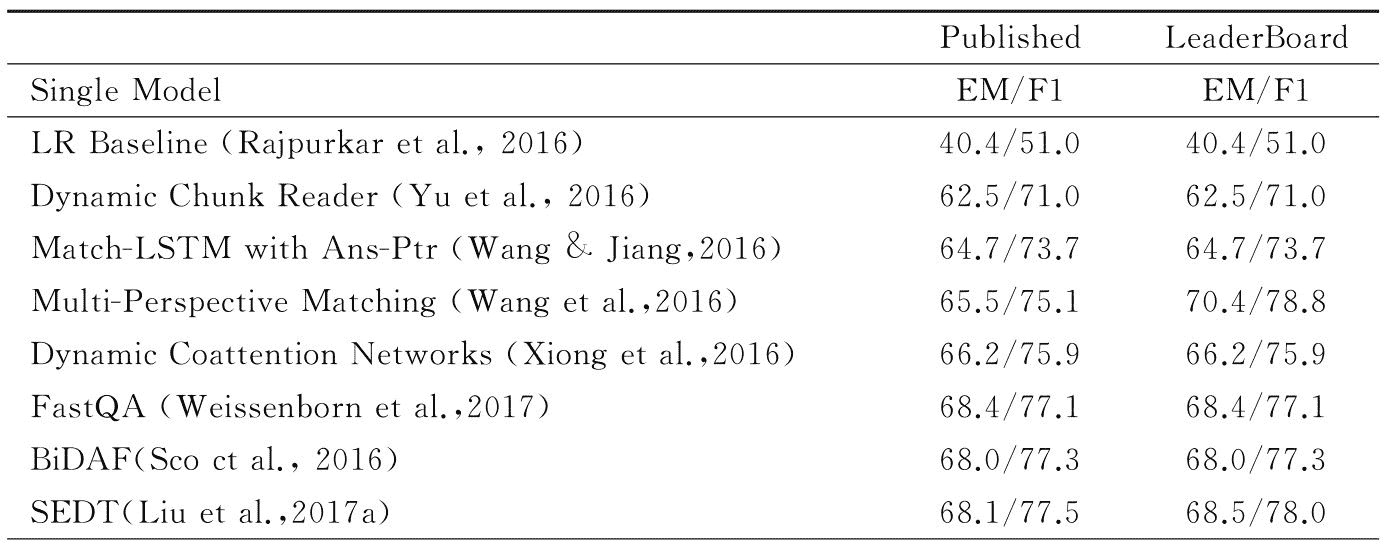 Published LeaderBoard
Single Model EM/F1 EM/F1
LR Baseline (Rajpurkar et al., 2016) 40.4/51.0 40.4/51.0
Dynamic Chunk Reader (Yu et al., 2016) 62.5/71.0 62.5/71.0
Match-LSTM with Ans-Ptr (Wang & Jiang,2016) 64.7/73.7 64.7/73.7
Multi-Perspective Matching (Wang et al.,2016) 65.5/75.1 70.4/78.8
Dynamic Coattention Networks (Xiong et al.,2016) 66.2/75.9 66.2/75.9
FastQA (Weissenborn et al.,2017) 68.4/77.1 68.4/77.1
BiDAF(Sco ct al., 2016) 68.0/77.3 68.0/77.3
SEDT(Liu et al.,2017a) 68.1/77.5 68.5/78.0